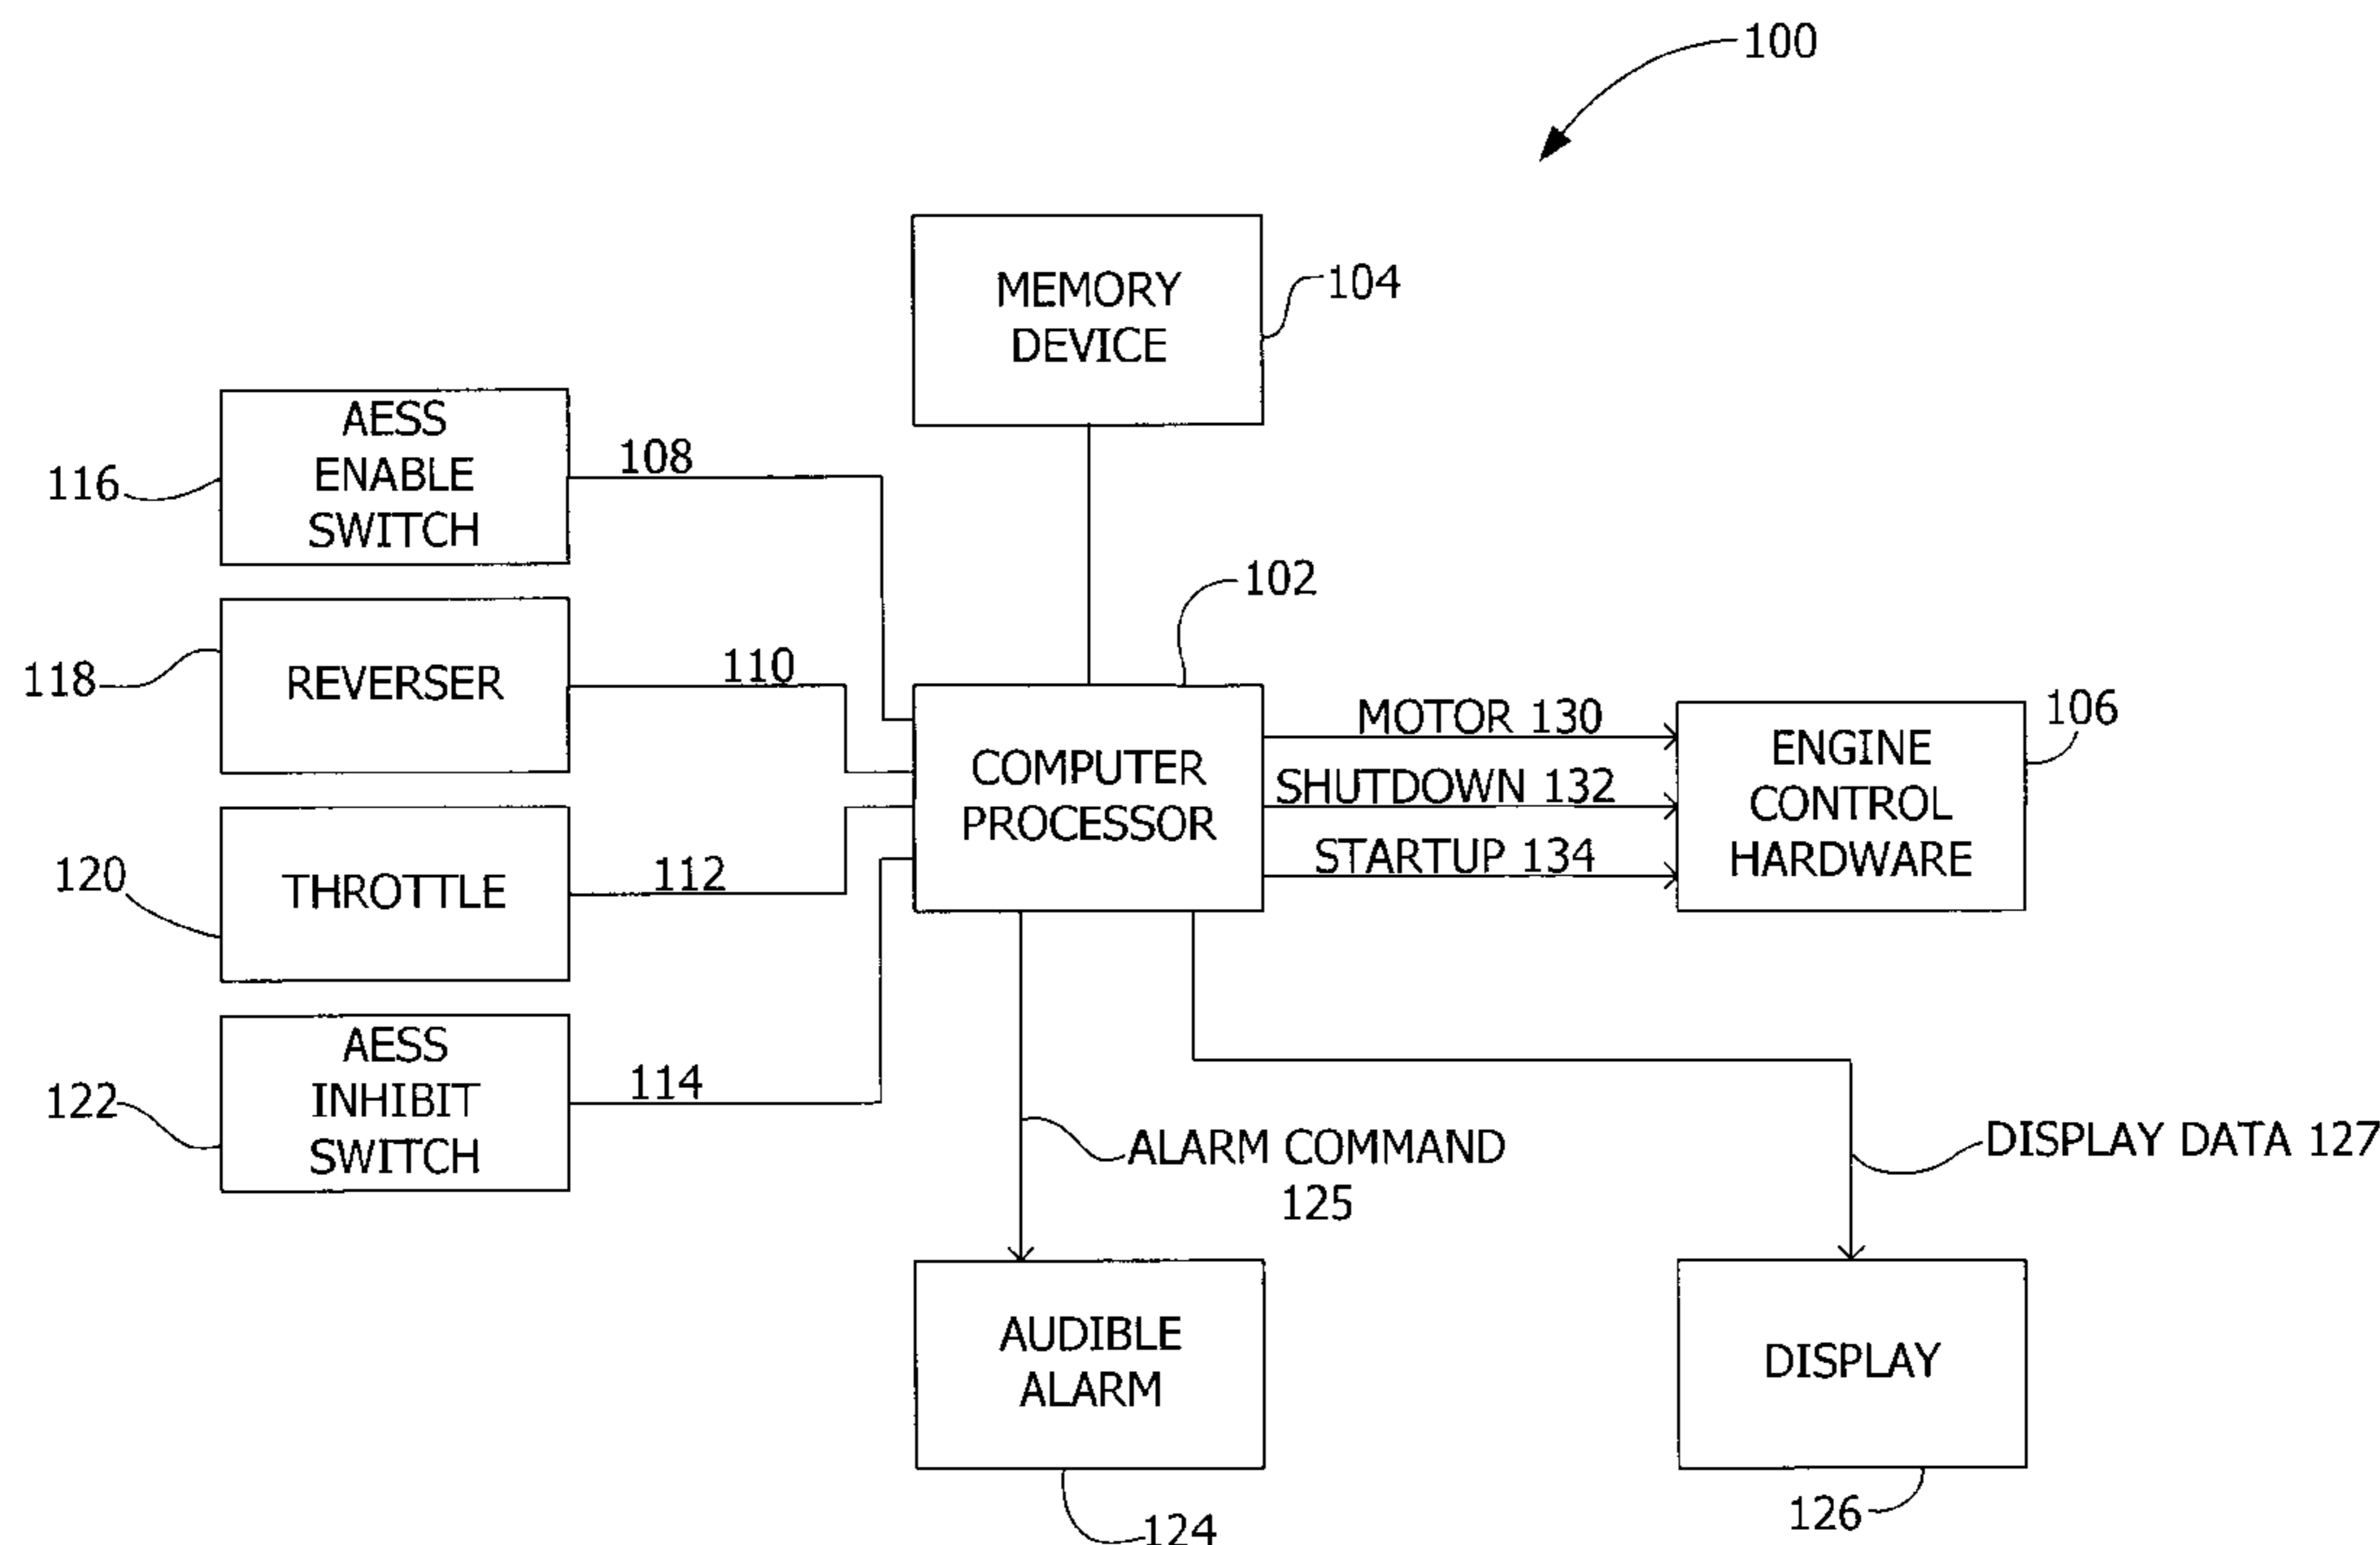 100
MEMORY
DEVICE
104
AESS
ENABLE
SWITCH
116
108
102
REVERSER
118
110
COMPUTER
PROCESSOR
MOTOR 130
SHUTDOWN 132
STARTUP 134
ENGINE
CONTROL
HARDWARE
106
THROTTLE
120
112
AESS
INHIBIT
SWITCH
122
114
ALARM COMMAND
125
DISPLAY DATA 127
AUDIBLE
ALARM
124
DISPLAY
126